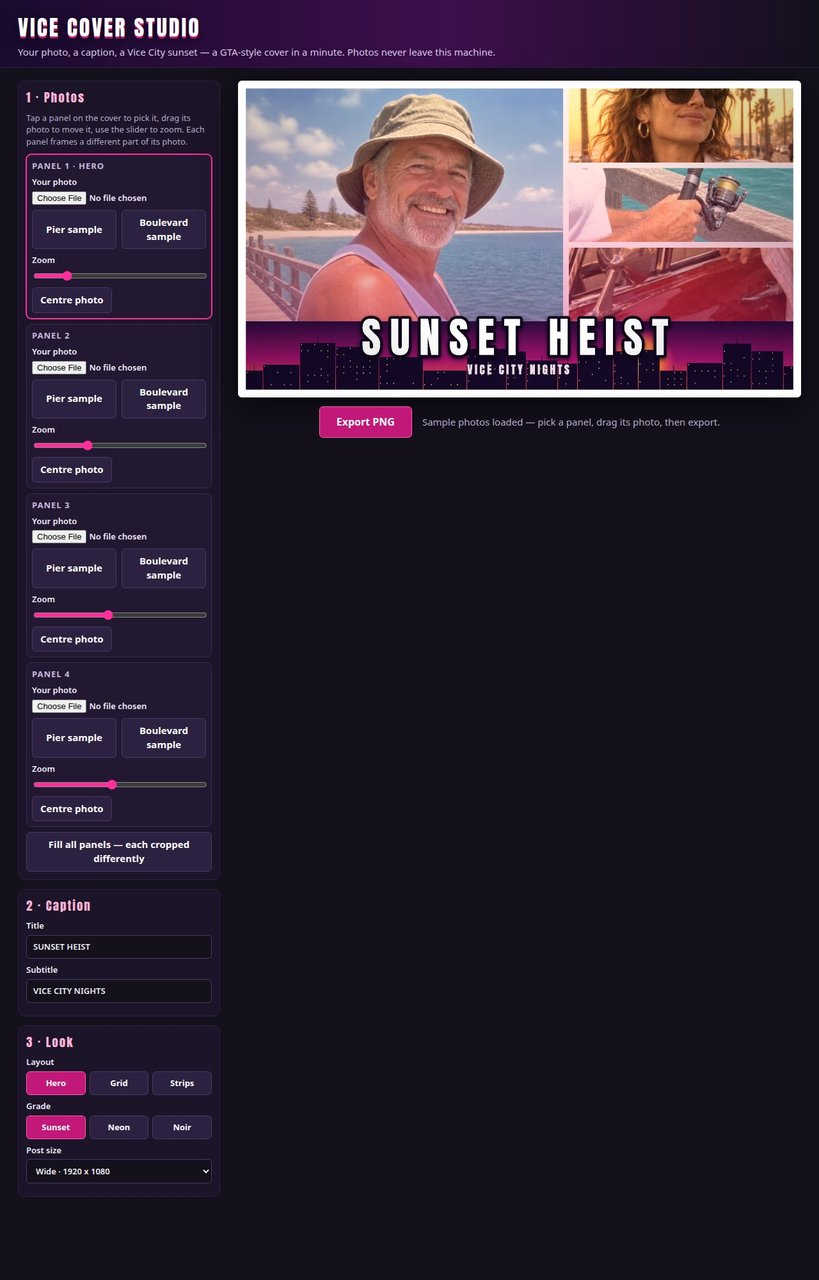 VICE COVER STUDIO
Your photo, a caption, a Vice City sunset — a GTA-style cover in a minute. Photos never leave this machine.
1 · Photos
Tap a panel on the cover to pick it, drag its
photo to move it, use the slider to zoom. Each
panel frames a different part of its photo.
PANEL 1 · HERO
Your photo
Choose File No file chosen
Pier sample
Boulevard
sample
Zoom
Centre photo
PANEL 2
Your photo
Choose File No file chosen
Pier sample
Boulevard
sample
Zoom
Centre photo
PANEL 3
Your photo
Choose File No file chosen
Pier sample
Boulevard
sample
Zoom
Centre photo
PANEL 4
Your photo
Choose File No file chosen
Pier sample
Boulevard
sample
Zoom
Centre photo
Fill all panels — each cropped
differently
2 · Caption
Title
SUNSET HEIST
Subtitle
VICE CITY NIGHTS
3 · Look
Layout
Hero Grid Strips
Grade
Sunset Neon Noir
Post size
Wide · 1920 x 1080
SUNSET HEIST
VICE CITY NIGHTS
Export PNG
Sample photos loaded — pick a panel, drag its photo, then export.